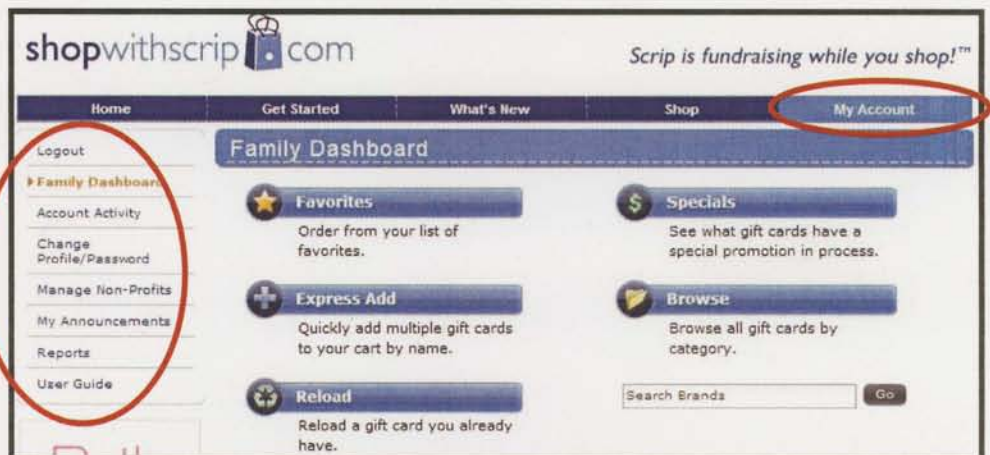 shopwithscrip.com
Scrip is fundraising while you shop!™
Home Get Started What's New Shop My Account
Logout
Family Dashboard
Account Activity
Change
Profile/Password
Manage Non-Profits
My Announcements
Reports
User Guide
Family Dashboard
Favorites
Order from your list of
favorites.
Express Add
Quickly add multiple gift cards
to your cart by name.
Reload
Reload a gift card you already
have.
Specials
See what gift cards have a
special promotion in process.
Browse
Browse all gift cards by
category.
Search Brands Go